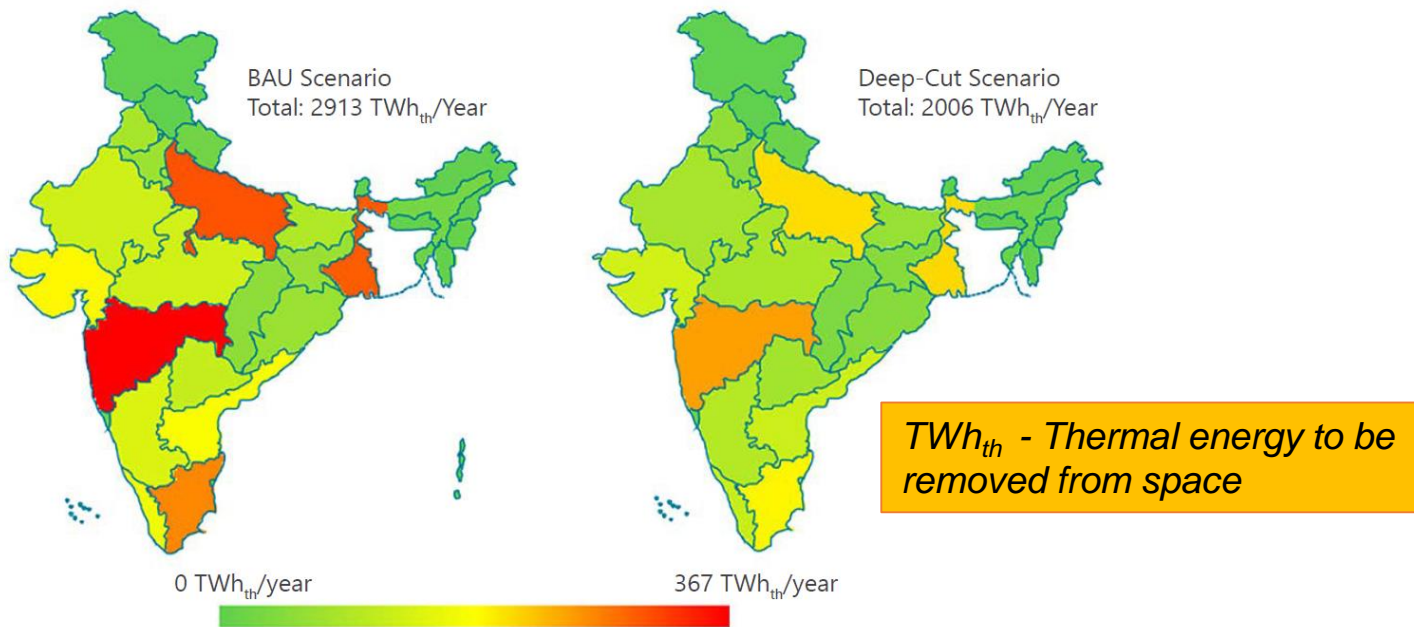 BAU Scenario
Total: 2913 TWhth/Year
Deep-Cut Scenario
Total: 2006 TWhth/Year
TWhth - Thermal energy to be
removed from space
0 TWhth/year
367 TWhth/year